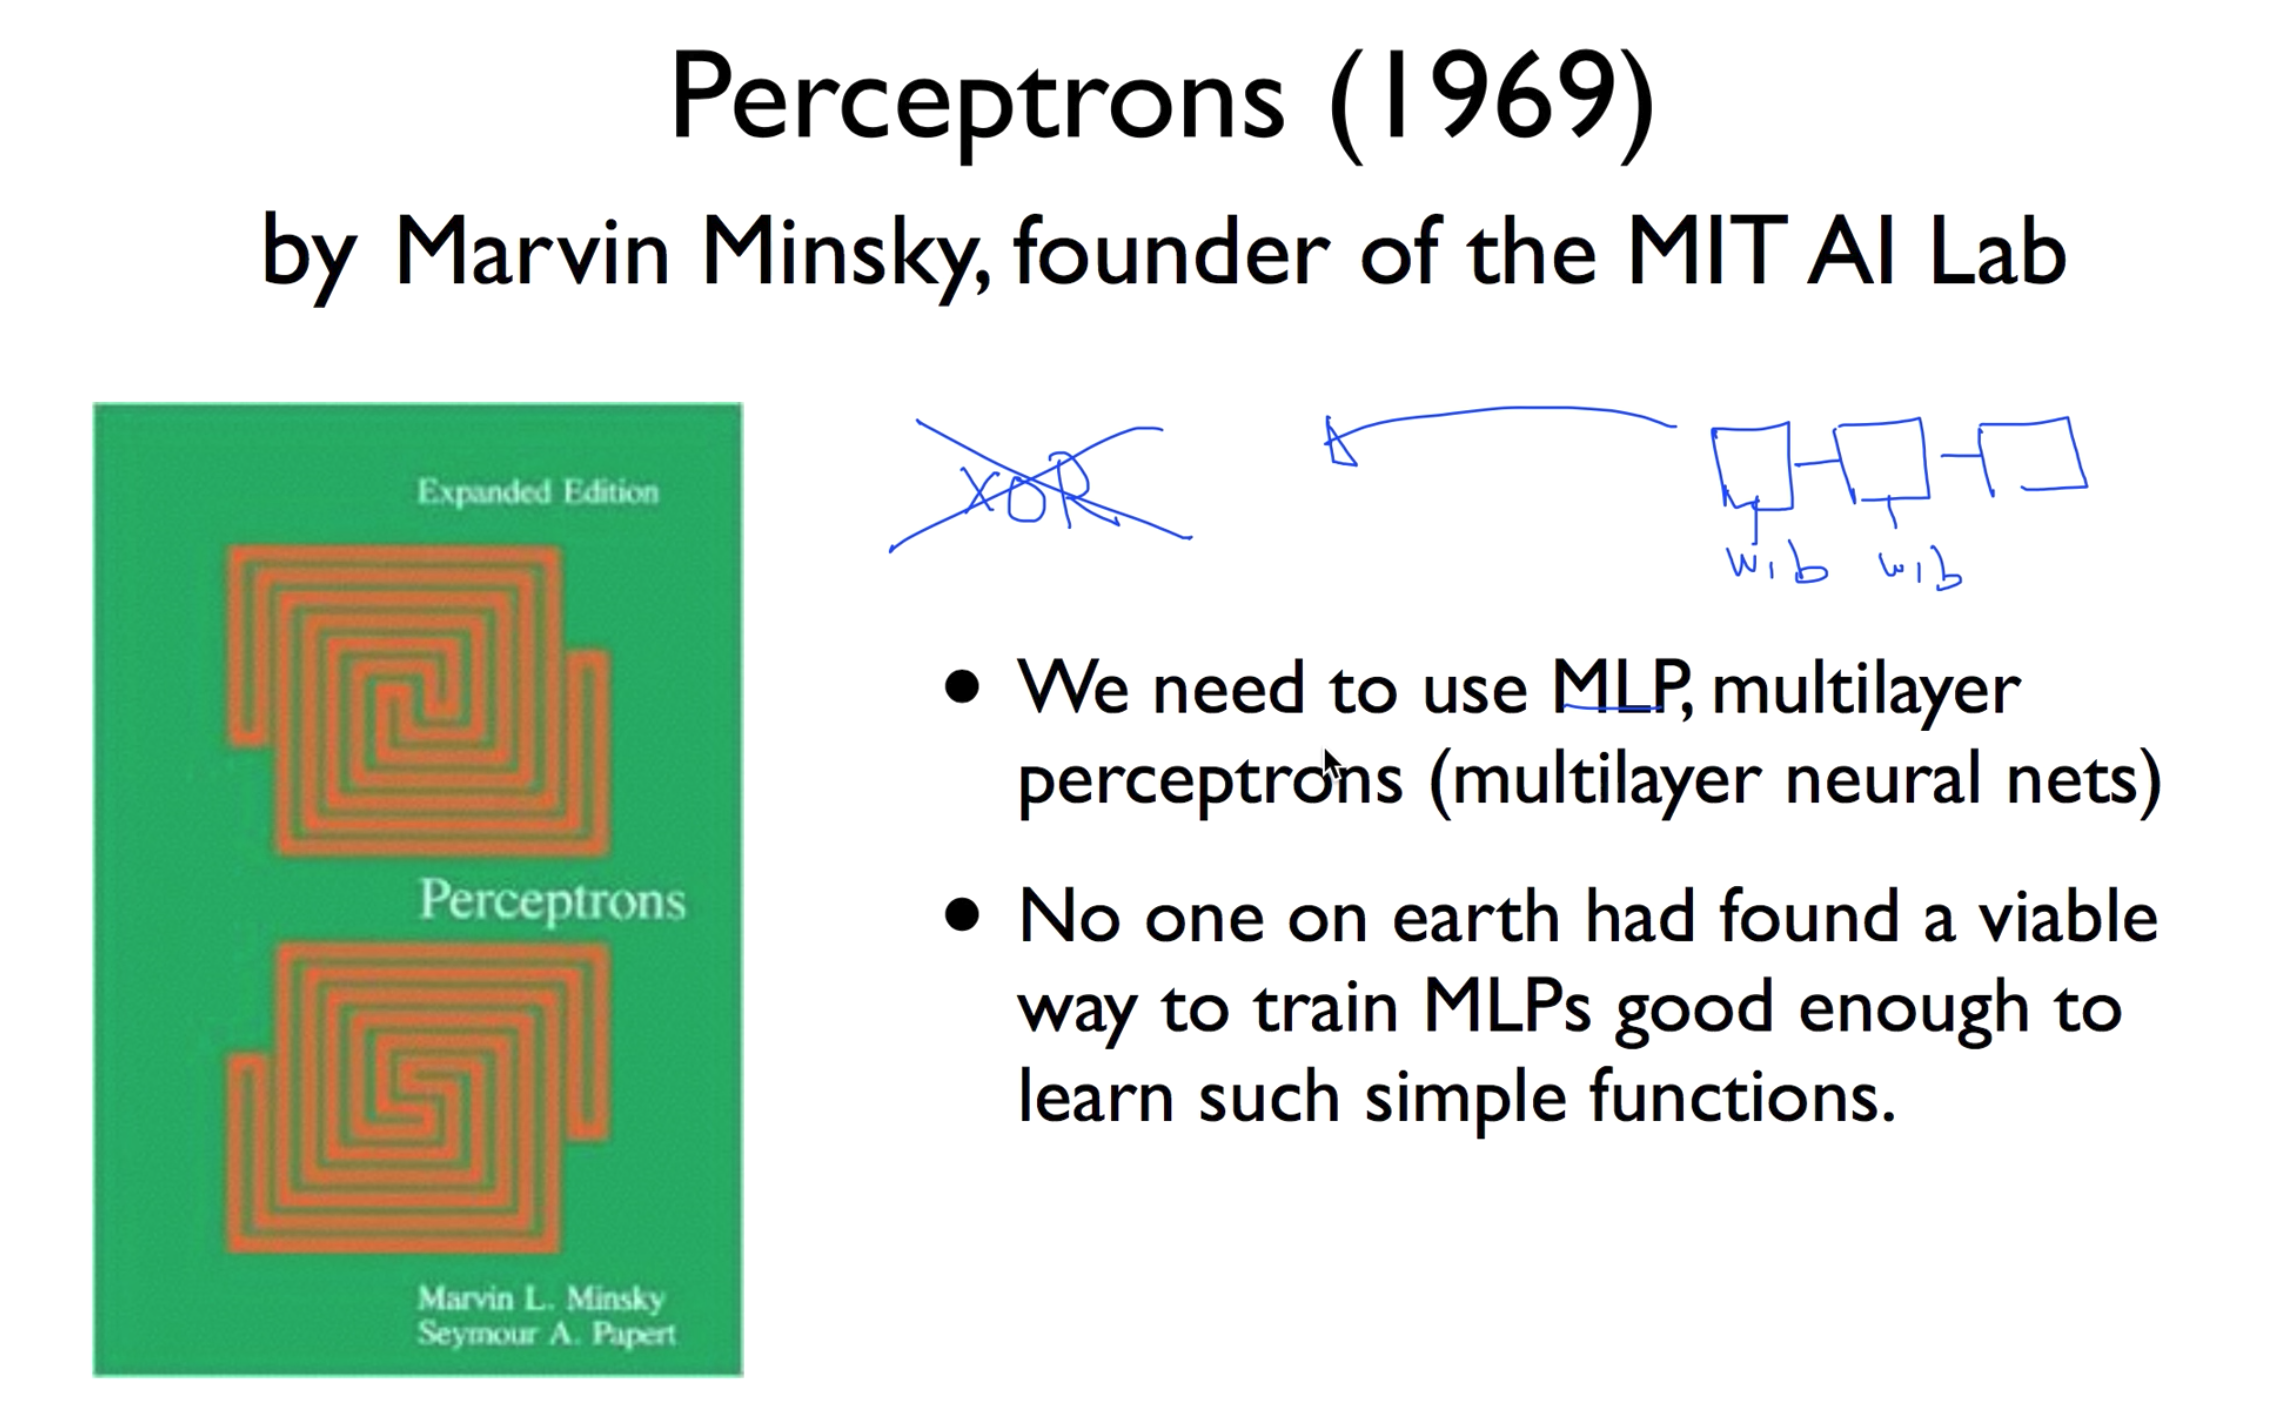 Perceptrons (1969)
by Marvin Minsky, founder of the MIT AI Lab
Expanded Edition
Perceptrons
Marvin L. Minsky
Seymour A. Papert
XOR
w, b w, b
• We need to use MLP, multilayer
perceptrons (multilayer neural nets)
• No one on earth had found a viable
way to train MLPs good enough to
learn such simple functions.